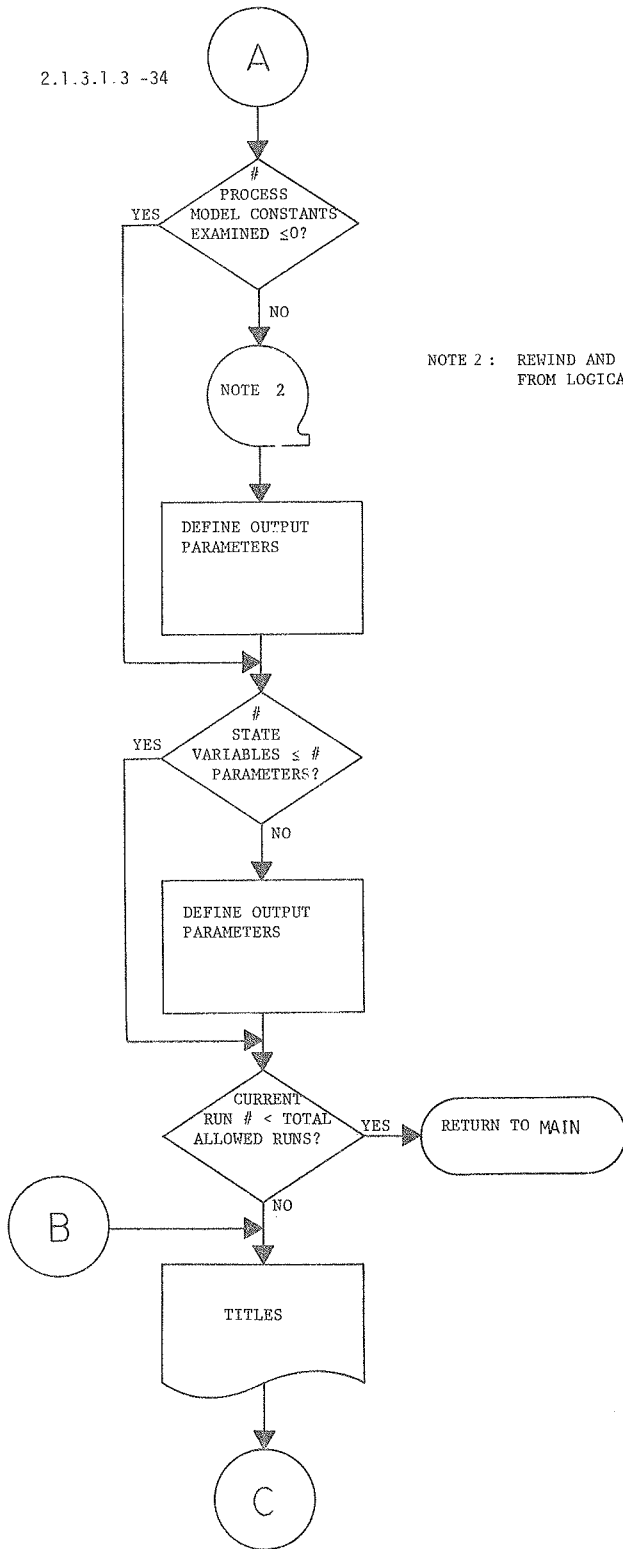 A
2.1.3.1.3 -34
#
PROCESS
MODEL CONSTANTS
EXAMINED ≤0?
YES
NO
NOTE 2
NOTE 2 : REWIND AND
FROM LOGICA
DEFINE OUTPUT
PARAMETERS
#
STATE
VARIABLES ≤ #
PARAMETERS?
YES
NO
DEFINE OUTPUT
PARAMETERS
CURRENT
RUN # < TOTAL
ALLOWED RUNS?
YES
RETURN TO MAIN
NO
B
TITLES
C